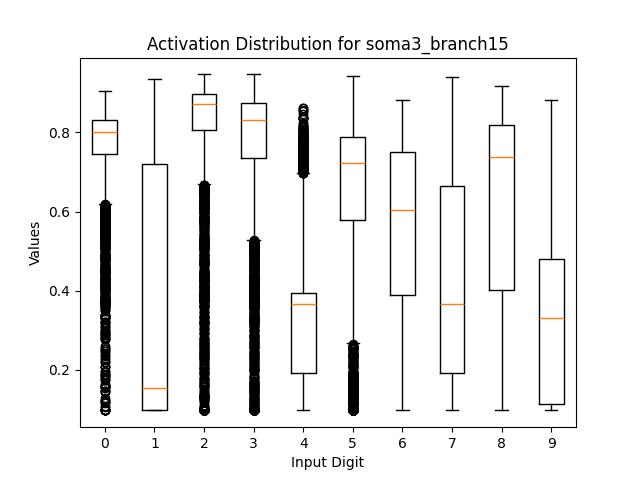 Activation Distribution for soma3_branch15
Values
0.8
0.6
0.4
0.2
0 1 2 3 4 5 6 7 8 9
Input Digit